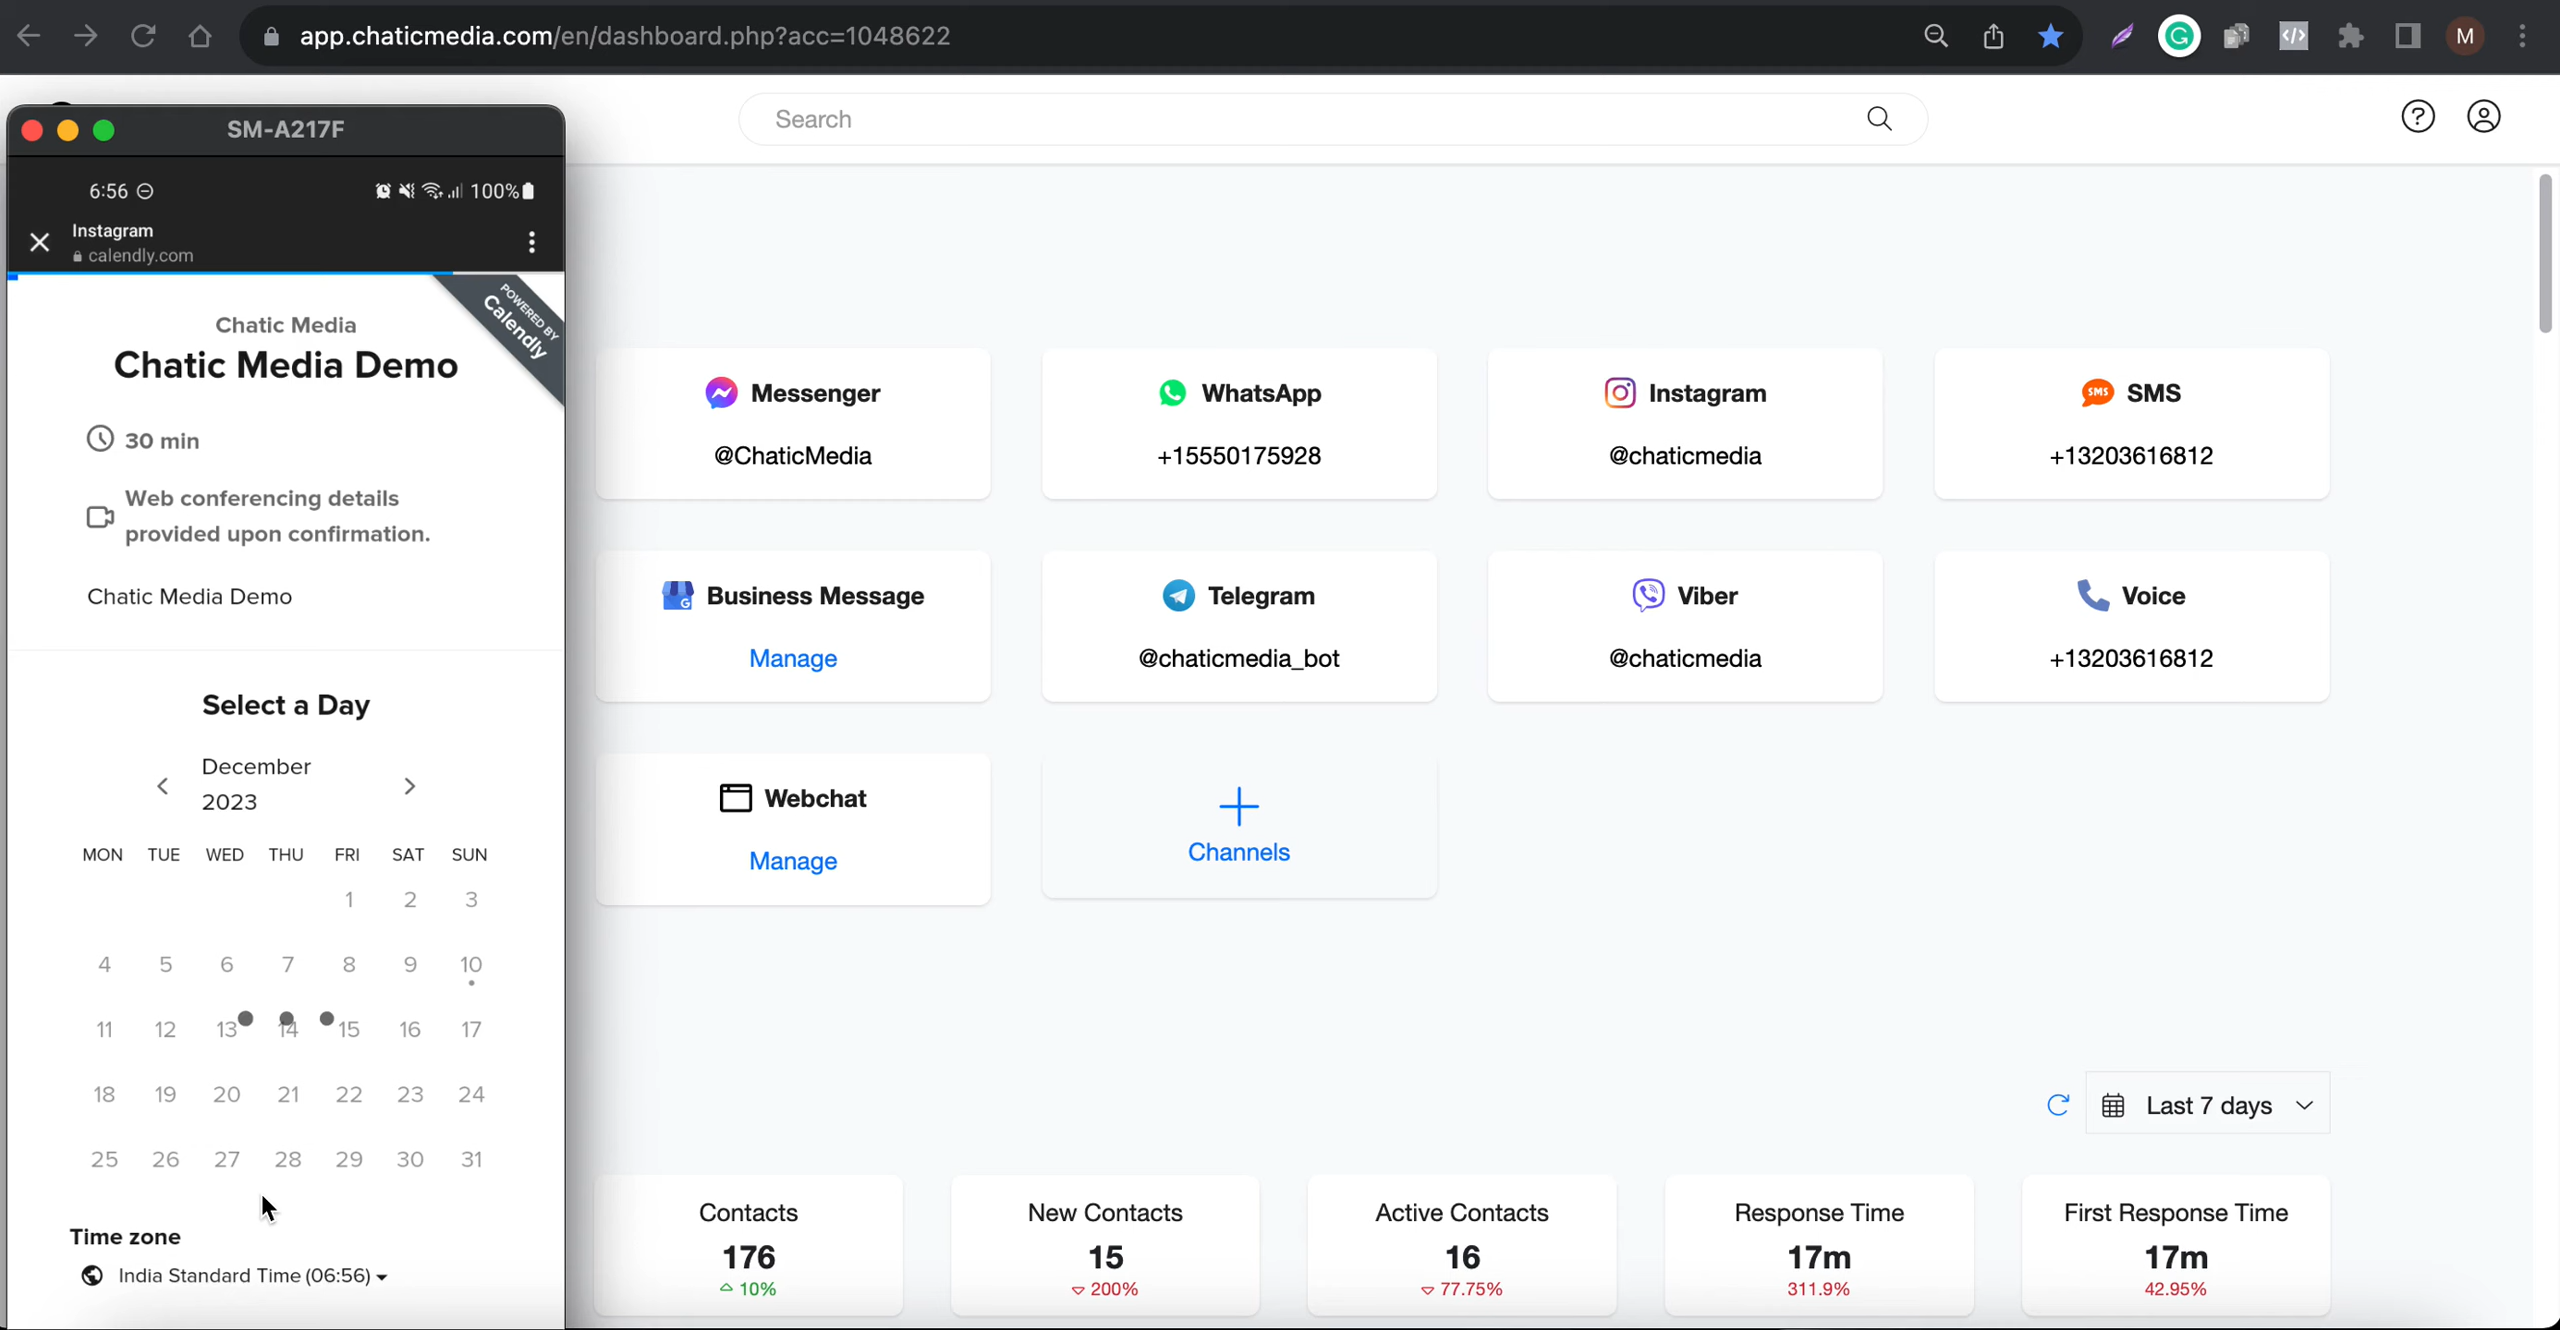 app.chaticmedia.com/en/dashboard.php?acc=1048622
M
Search
SM-A217F
6:56
100%
Instagram
calendly.com
POWERED BY
Calendly
Chatic Media
Chatic Media Demo
30 min
Web conferencing details
provided upon confirmation.
Chatic Media Demo
Select a Day
December
2023
MON TUE WED THU FRI SAT SUN
1 2 3
4 5 6 7 8 9 10
11 12 13 14 15 16 17
18 19 20 21 22 23 24
25 26 27 28 29 30 31
Time zone
India Standard Time (06:56)
Messenger
@ChaticMedia
WhatsApp
+15550175928
Instagram
@chaticmedia
SMS
SMS
+13203616812
Business Message
Manage
Telegram
@chaticmedia_bot
Viber
@chaticmedia
Voice
+13203616812
Webchat
Manage
Channels
Last 7 days
Contacts
176
10%
New Contacts
15
200%
Active Contacts
16
77.75%
Response Time
17m
311.9%
First Response Time
17m
42.95%